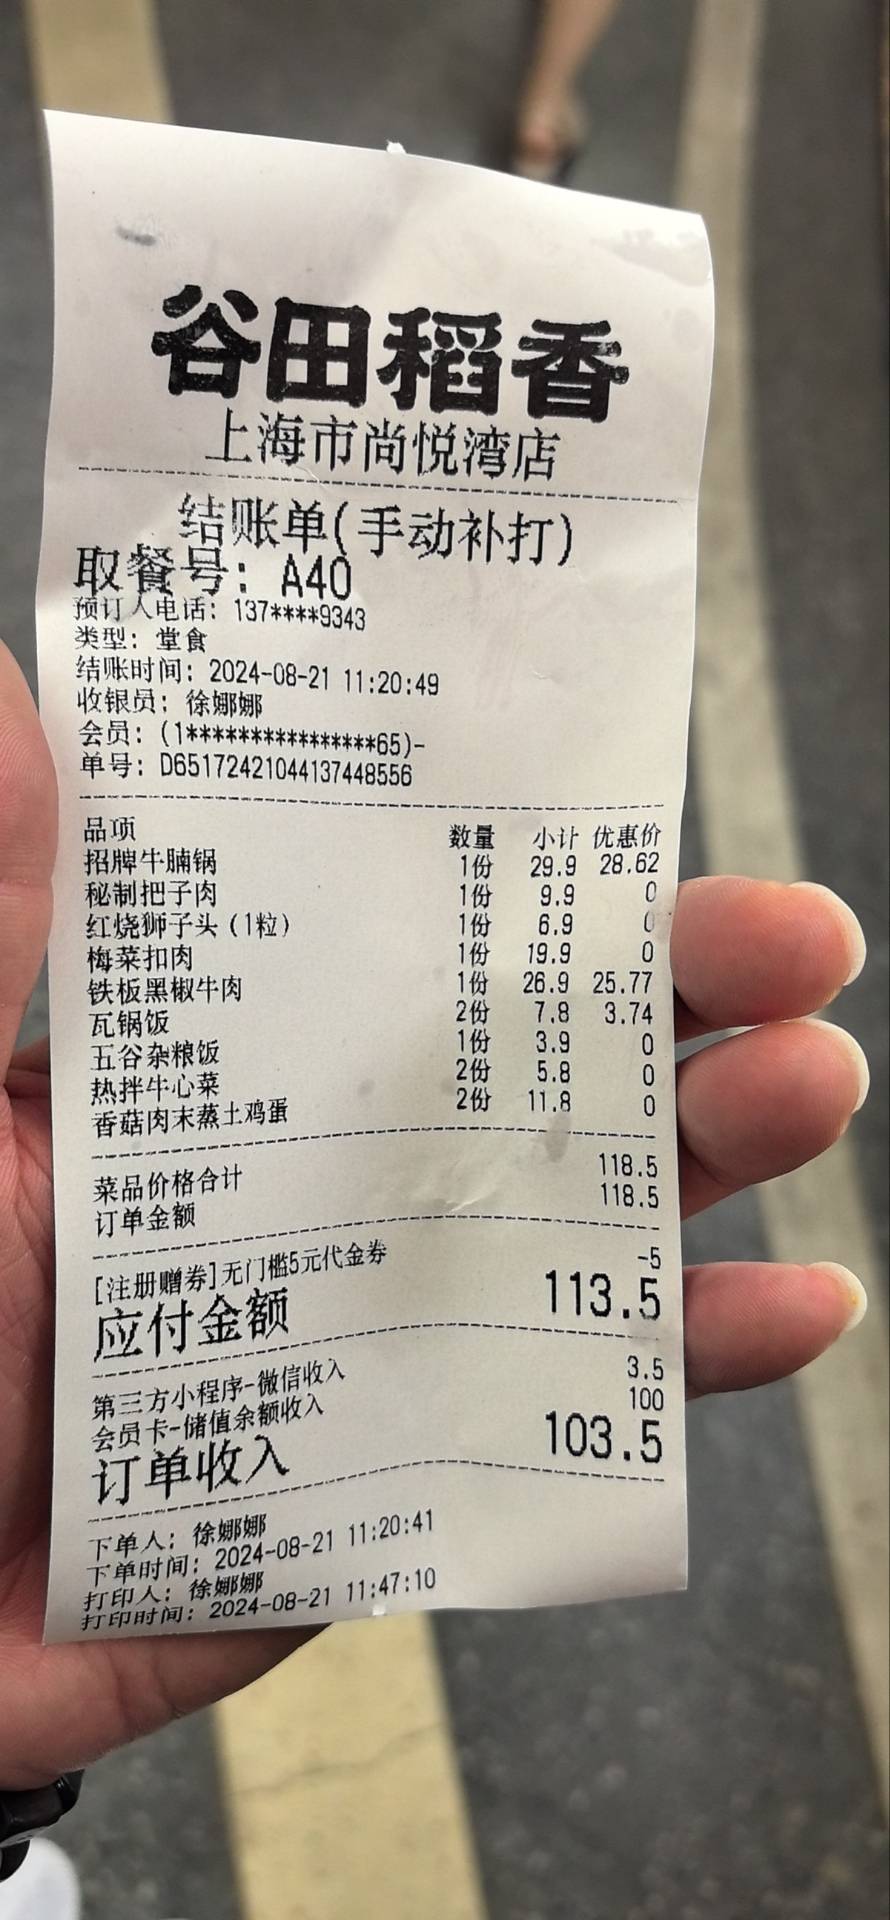 谷田稻香
上海市尚悦湾店
结账单(手动补打)
取餐号: A40
预订人电话: 137****9343
类型: 堂食
结账时间: 2024-08-21 11:20:49
收银员: 徐娜娜
会员: (1***************65)-
单号: D65172421044137448556
品项 数量 小计 优惠价
招牌牛腩锅 1份 29.9 28.62
秘制把子肉 1份 9.9 0
红烧狮子头(1粒) 1份 6.9 0
梅菜扣肉 1份 19.9 0
铁板黑椒牛肉 1份 26.9 25.77
瓦锅饭 2份 7.8 3.74
五谷杂粮饭 1份 3.9 0
热拌牛心菜 2份 5.8 0
香菇肉末蒸土鸡蛋 2份 11.8 0
菜品价格合计 118.5
订单金额 118.5
[注册赠券]无门槛5元代金券 -5
应付金额 113.5
第三方小程序-微信收入 3.5
会员卡-储值余额收入 100
订单收入 103.5
下单人: 徐娜娜
下单时间: 2024-08-21 11:20:41
打印人: 徐娜娜
打印时间: 2024-08-21 11:47:10